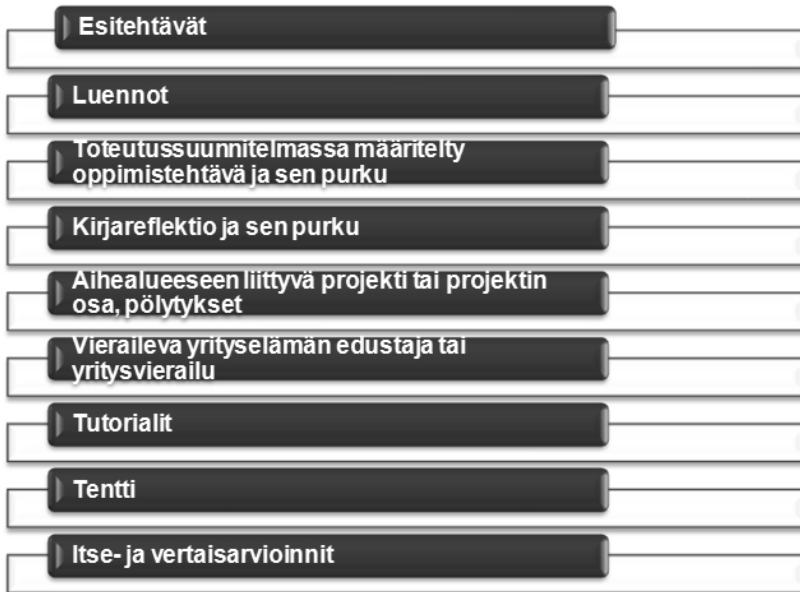 Esitehtävät
Luennot
Toteutussuunnitelmassa määritelty
oppimistehtävä ja sen purku
Kirjareflektio ja sen purku
Aihealueeseen liittyvä projekti tai projektin
osa, pölytykset
Vieraileva yrityselämän edustaja tai
yritysvierailu
Tutorialit
Tentti
Itse- ja vertaisarvioinnit